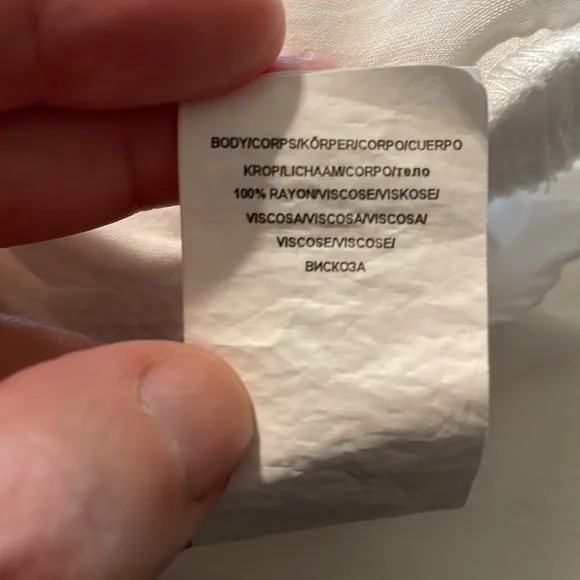 BODY/CORPS/KÖRPER/CORPO/CUERPO
KROP/LICHAAM/CORPO/тело
100% RAYON/VISCOSE/VISKOSE/
VISCOSA/VISCOSA/VISCOSA/
VISCOSE/VISCOSE/
ВИСКОЗА